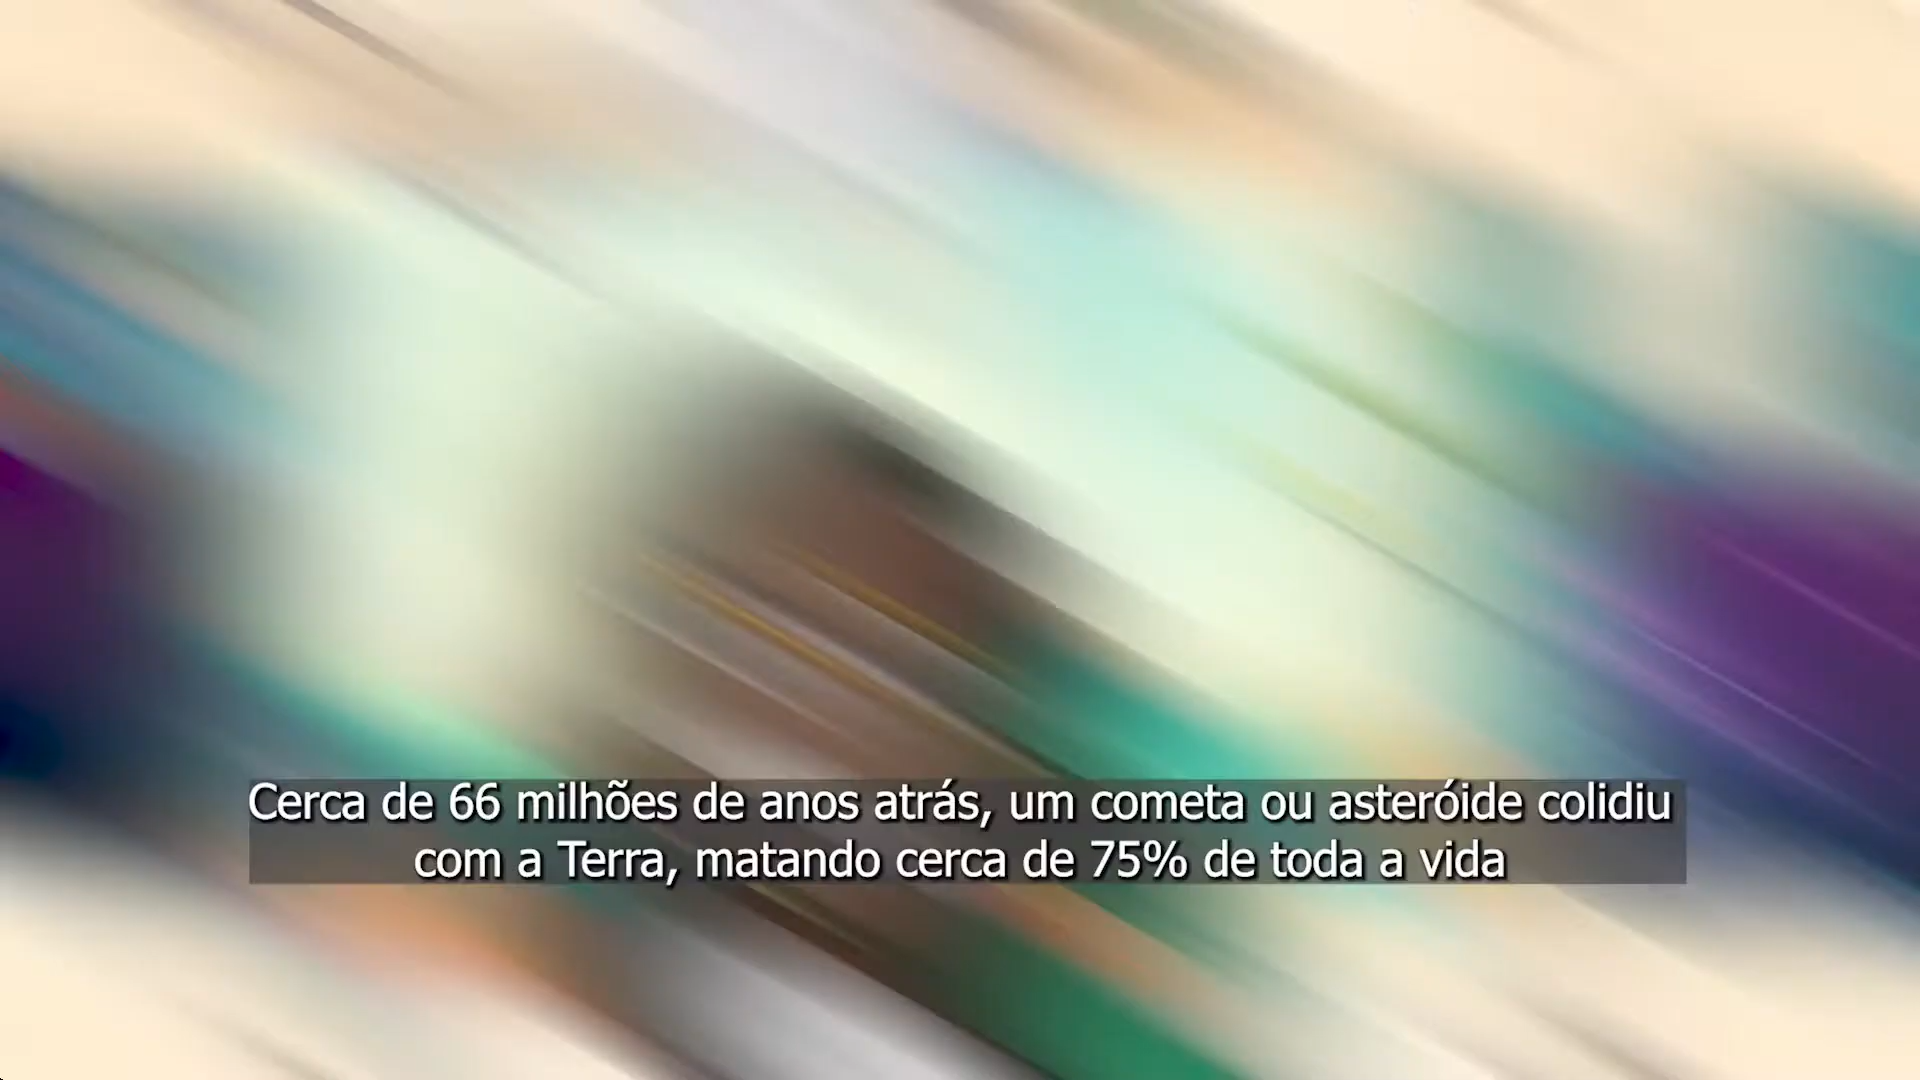 Cerca de 66 milhões de anos atrás, um cometa ou asteróide colidiu
com a Terra, matando cerca de 75% de toda a vida